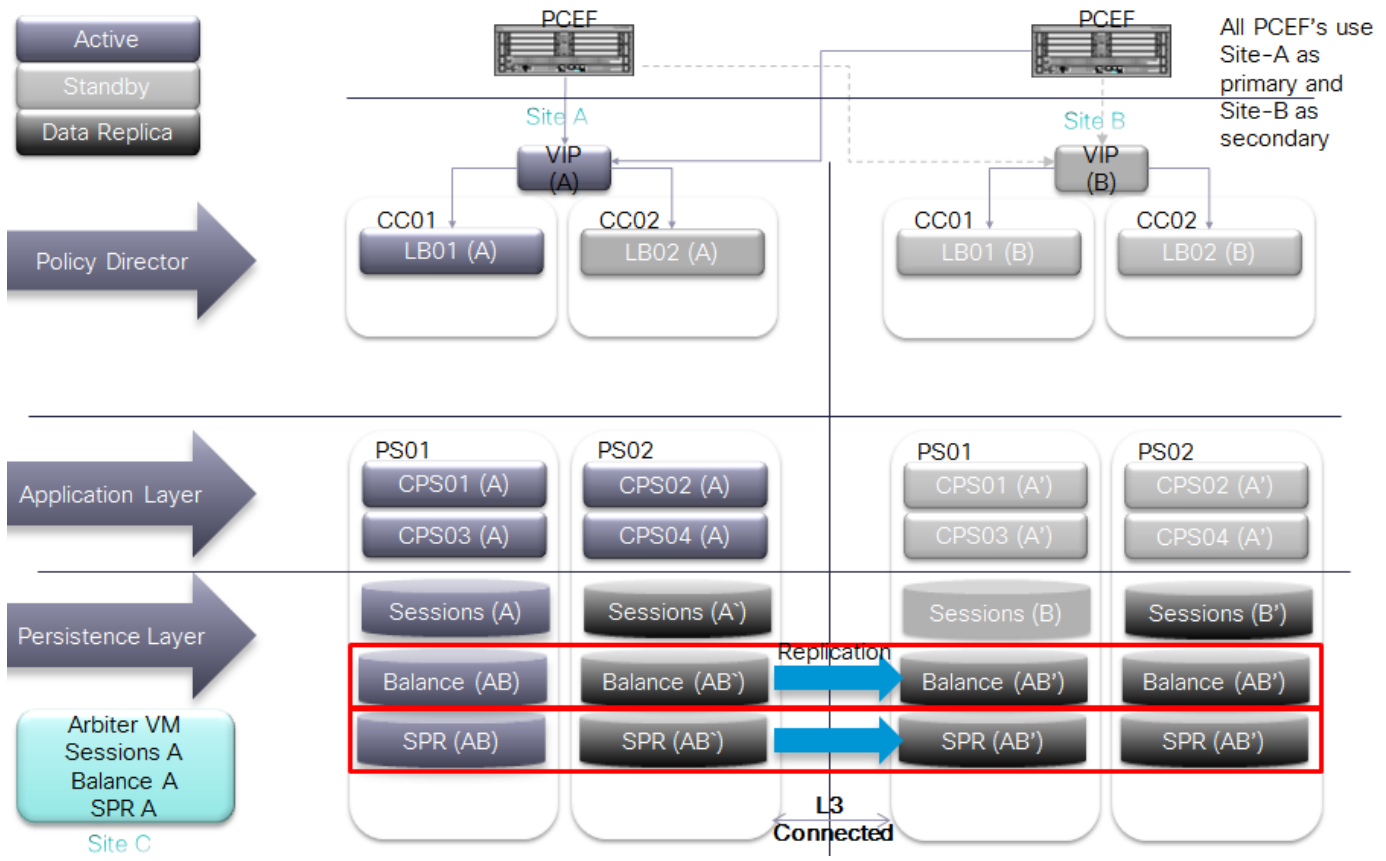 Active
Standby
Data Replica
PCEF
PCEF
All PCEF's use
Site-A as
primary and
Site-B as
secondary
Site A
Site B
VIP
(A)
VIP
(B)
Policy Director
CC01
LB01 (A)
CC02
LB02 (A)
CC01
LB01 (B)
CC02
LB02 (B)
Application Layer
PS01
CPS01 (A)
CPS03 (A)
PS02
CPS02 (A)
CPS04 (A)
PS01
CPS01 (A')
CPS03 (A')
PS02
CPS02 (A')
CPS04 (A')
Persistence Layer
Sessions (A)
Sessions (A`)
Sessions (B)
Sessions (B')
Replication
Balance (AB)
Balance (AB`)
Balance (AB')
Balance (AB')
SPR (AB)
SPR (AB`)
SPR (AB')
SPR (AB')
Arbiter VM
Sessions A
Balance A
SPR A
Site C
L3
Connected